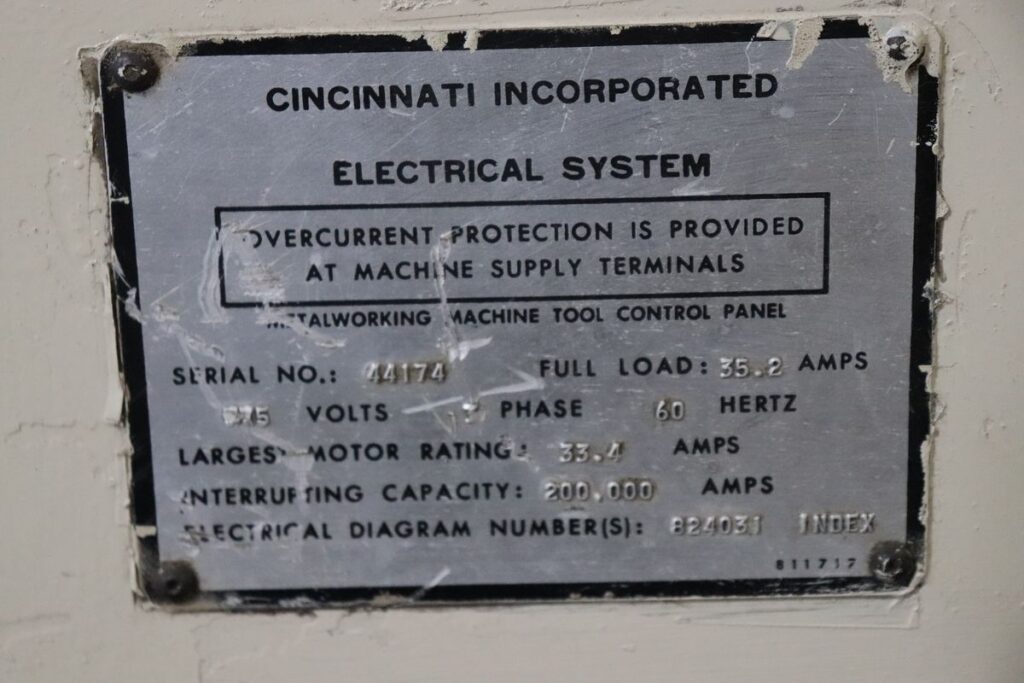 CINCINNATI INCORPORATED
ELECTRICAL SYSTEM
OVERCURRENT PROTECTION IS PROVIDED
AT MACHINE SUPPLY TERMINALS
METALWORKING MACHINE TOOL CONTROL PANEL
SERIAL NO.: 44174 FULL LOAD: 35.2 AMPS
VOLTS PHASE 60 HERTZ
LARGEST MOTOR RATING: 33.4 AMPS
INTERRUPTING CAPACITY: 200,000 AMPS
ELECTRICAL DIAGRAM NUMBER(S): 824031 INDEX
811717